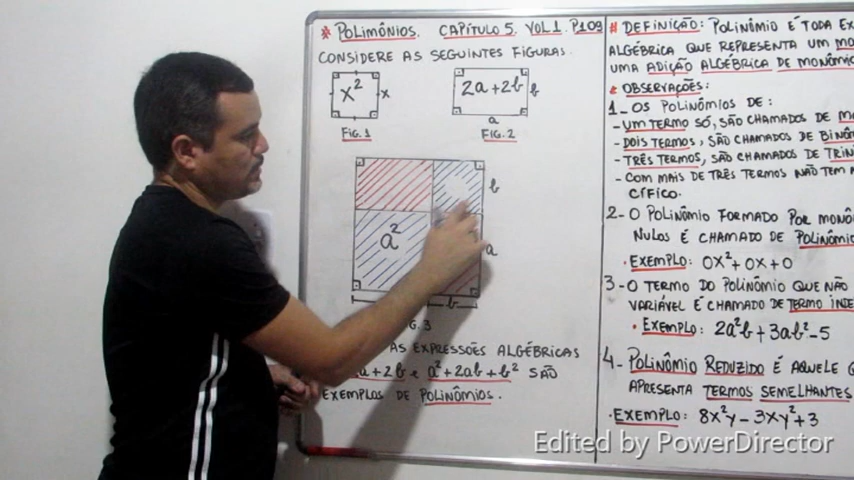 * POLIMÔNIOS. CAPÍTULO 5. VOL 1. P.109
CONSIDERE AS SEGUINTES FIGURAS.
x² x
FIG. 1
2a+2b b
a
FIG. 2
b
a² a
b
G. 3
AS EXPRESSÕES ALGÉBRICAS
a+2b e a²+2ab+b² SÃO
EXEMPLOS DE POLINÔMIOS.
# DEFINIÇÃO: POLINÔMIO É TODA EX
ALGÉBRICA QUE REPRESENTA UM MO
UMA ADIÇÃO ALGÉBRICA DE MONÔMIO
* OBSERVAÇÕES:
1_ OS POLINÔMIOS DE:
- UM TERMO SÓ, SÃO CHAMADOS DE M
- DOIS TERMOS, SÃO CHAMADOS DE BINÔ
- TRÊS TERMOS, SÃO CHAMADOS DE TRIN
- COM MAIS DE TRÊS TERMOS NÃO TEM N
CÍFICO.
2- O POLINÔMIO FORMADO POR MONÔ
NULOS É CHAMADO DE POLINÔMIO
• EXEMPLO: 0X²+0X+0
3-O TERMO DO POLINÔMIO QUE NÃO
VARIÁVEL É CHAMADO DE TERMO INDE
• EXEMPLO: 2a²b+3ab²-5
4- POLINÔMIO REDUZIDO É AQUELE Q
APRESENTA TERMOS SEMELHANTES
• EXEMPLO: 8X²Y-3XY²+3
Edited by PowerDirector